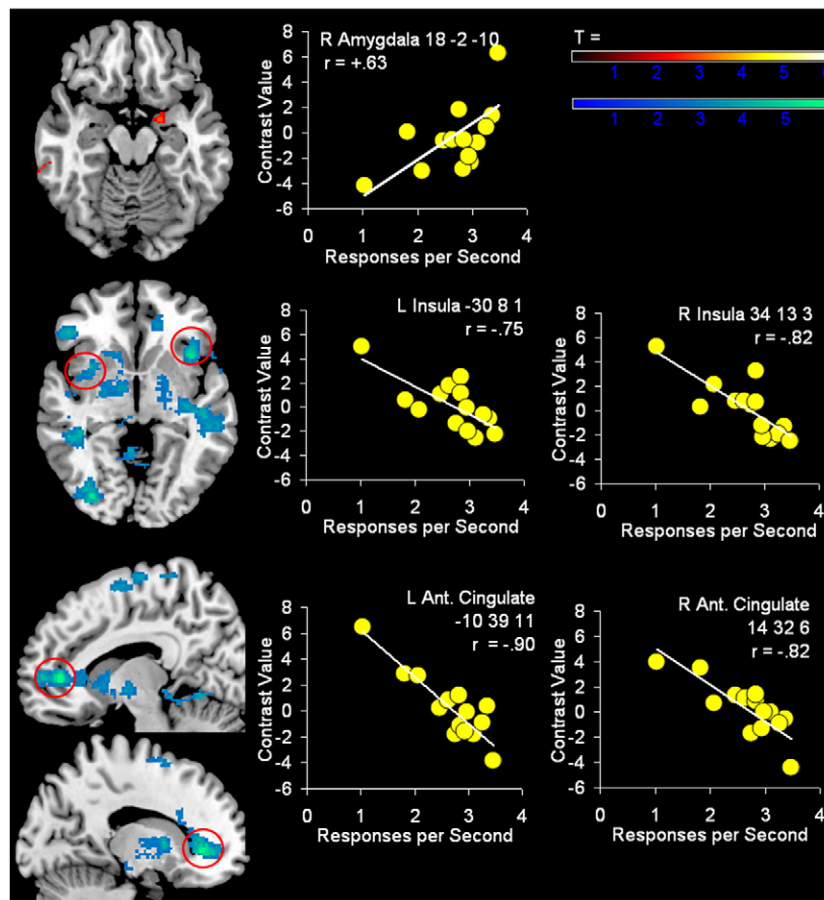 R Amygdala 18 -2 -10
r = +.63
Contrast Value
8
6
4
2
0
-2
-4
-6
0 1 2 3 4
Responses per Second
T =
1 2 3 4 5
1 2 3 4 5
L Insula -30 8 1
r = -.75
Contrast Value
8
6
4
2
0
-2
-4
-6
0 1 2 3 4
Responses per Second
R Insula 34 13 3
r = -.82
Contrast Value
8
6
4
2
0
-2
-4
-6
0 1 2 3 4
Responses per Second
L Ant. Cingulate
-10 39 11
r = -.90
Contrast Value
8
6
4
2
0
-2
-4
-6
0 1 2 3 4
Responses per Second
R Ant. Cingulate
14 32 6
r = -.82
Contrast Value
8
6
4
2
0
-2
-4
-6
0 1 2 3 4
Responses per Second